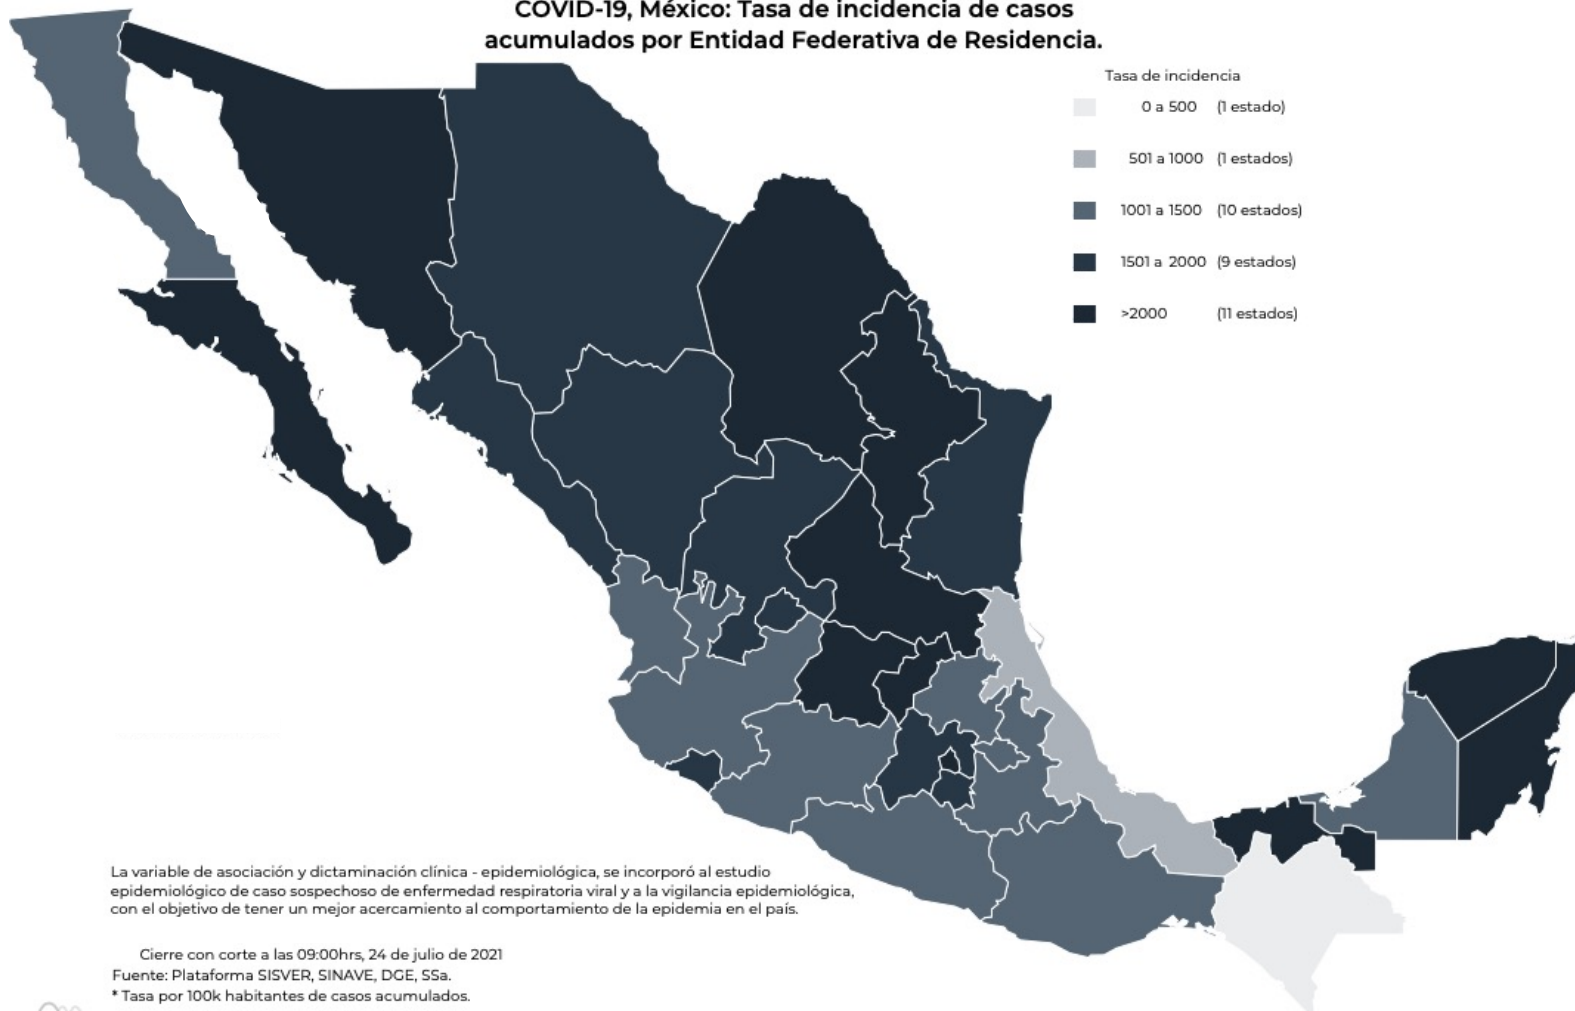 COVID-19, México: Tasa de incidencia de casos
acumulados por Entidad Federativa de Residencia.
Tasa de incidencia
0 a 500 (1 estado)
501 a 1000 (1 estados)
1001 a 1500 (10 estados)
1501 a 2000 (9 estados)
>2000 (11 estados)
La variable de asociación y dictaminación clínica - epidemiológica, se incorporó al estudio
epidemiológico de caso sospechoso de enfermedad respiratoria viral y a la vigilancia epidemiológica,
con el objetivo de tener un mejor acercamiento al comportamiento de la epidemia en el país.
Cierre con corte a las 09:00hrs, 24 de julio de 2021
Fuente: Plataforma SISVER, SINAVE, DGE, SSa.
* Tasa por 100k habitantes de casos acumulados.